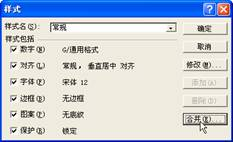 样式
样式名(S): 常规 确定
样式包括 取消
数字(N) G/通用格式 修改(M)...
对齐(L) 常规, 垂直居中 对齐
字体(F) 宋体 12 添加(A)
边框(B) 无边框 删除(D)
图案(P) 无底纹 合并(E)...
保护(R) 锁定